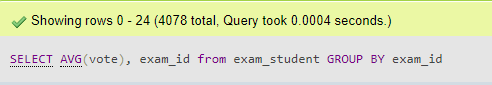 Showing rows 0 - 24 (4078 total, Query took 0.0004 seconds.)
SELECT AVG(vote), exam_id from exam_student GROUP BY exam_id